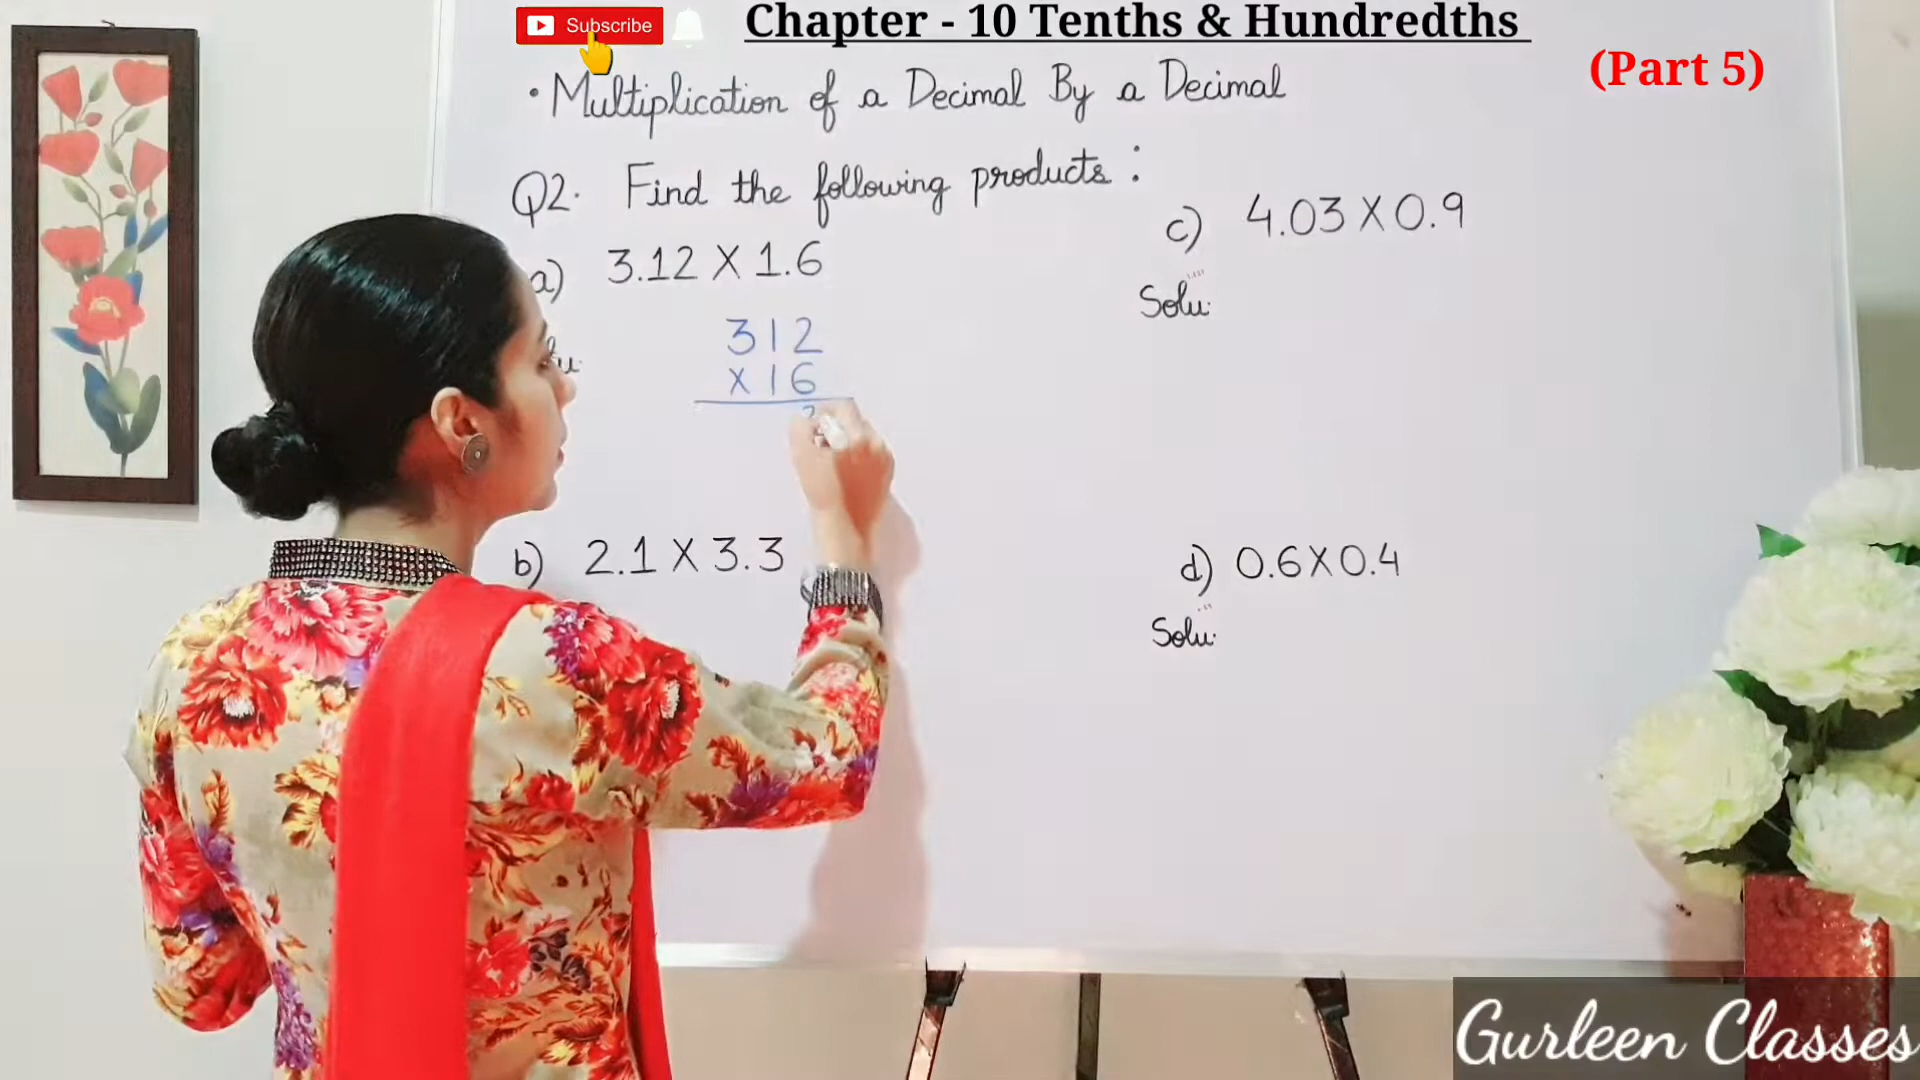 Subscribe
Chapter - 10 Tenths & Hundredths
(Part 5)
• Multiplication of a Decimal By a Decimal
Q2. Find the following products :
a) 3.12 X 1.6
312
X 16
b) 2.1 X 3.3
c) 4.03 X 0.9
Solu.
d) 0.6 X 0.4
Solu.
Gurleen Classes